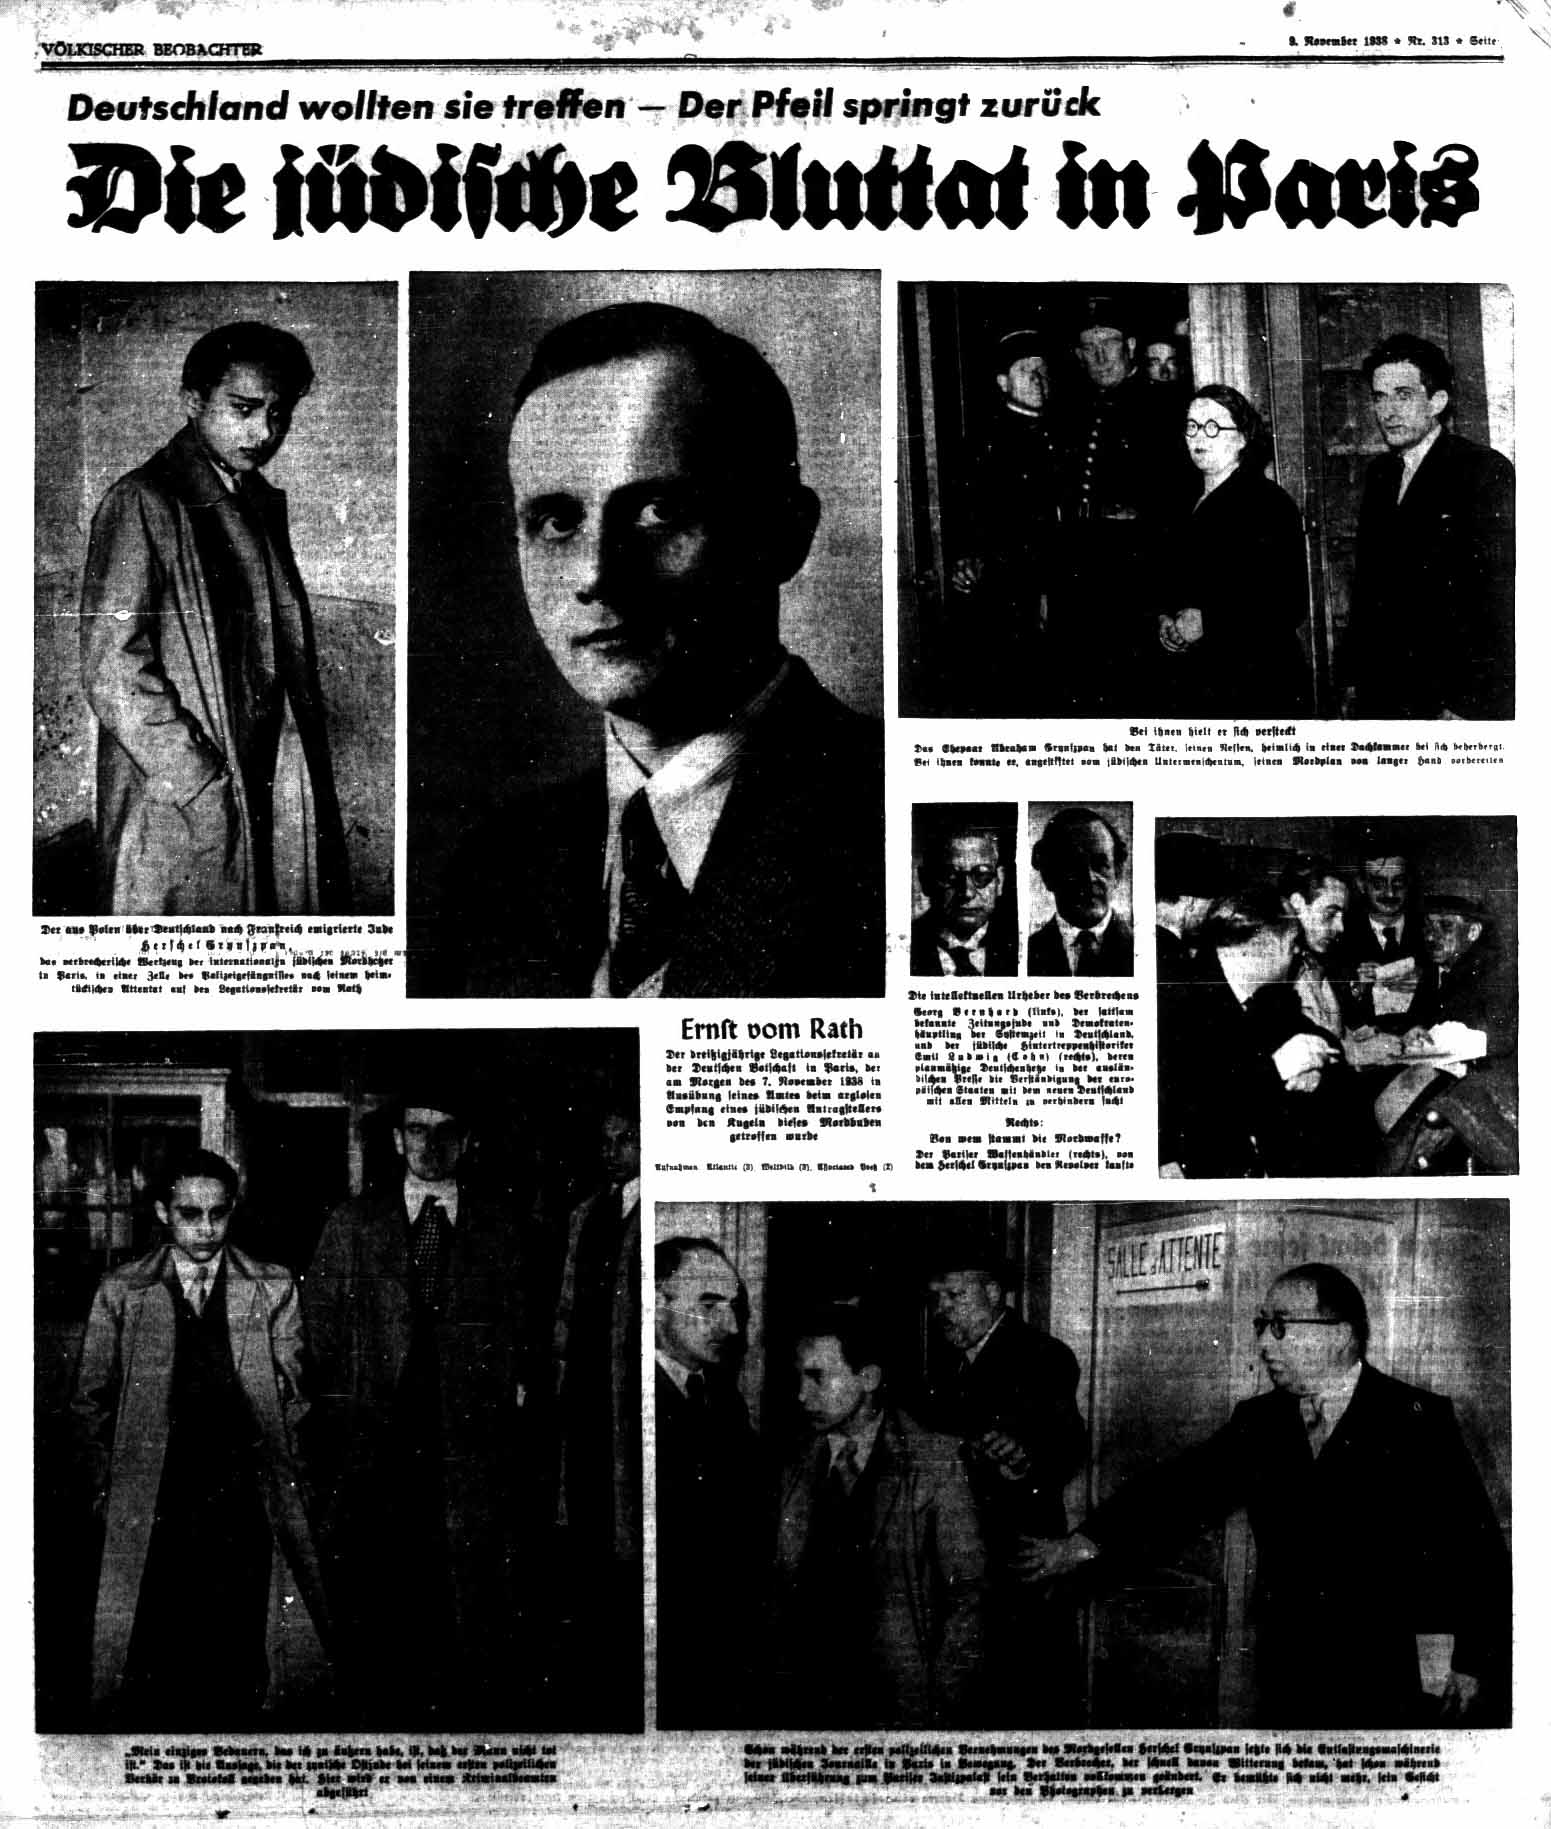 VÖLKISCHER BEOBACHTER
9. November 1938 * Nr. 313 * Seite
Deutschland wollten sie treffen — Der Pfeil springt zurück
Die jüdische Bluttat in Paris
Bei ihnen hielt er sich versteckt
Das Ehepaar Abraham Grynszpan hat den Täter, seinen Neffen, heimlich in einer Dachkammer bei sich beherbergt.
Bei ihnen konnte er, angestiftet vom jüdischen Untermenschentum, seinen Mordplan von langer Hand vorbereiten
Der aus Polen über Deutschland nach Frankreich emigrierte Jude
Herschel Grynszpan,
das verbrecherische Werkzeug der internationalen jüdischen Mordhetzer
in Paris, in einer Zelle des Polizeigefängnisses nach seinem heim-
tückischen Attentat auf den Legationssekretär vom Rath
Ernst vom Rath
Der dreißigjährige Legationssekretär an
der Deutschen Botschaft in Paris, der
am Morgen des 7. November 1938 in
Ausübung seines Amtes beim arglosen
Empfang eines jüdischen Antragstellers
von den Kugeln dieses Mordbuben
getroffen wurde
Aufnahmen: Atlantic (3), Weltbild (3), Associated Preß (2)
Die intellektuellen Urheber des Verbrechens
Georg Bernhard (links), der sattsam
bekannte Zeitungsjude und Demokraten-
häuptling der Systemzeit in Deutschland,
und der jüdische Hintertreppenhistoriker
Emil Ludwig (Cohn) (rechts), deren
planmäßige Deutschenhetze in der auslän-
dischen Presse die Verständigung der euro-
päischen Staaten mit dem neuen Deutschland
mit allen Mitteln zu verhindern sucht
Rechts:
Von wem stammt die Mordwaffe?
Der Pariser Waffenhändler (rechts), von
dem Herschel Grynszpan den Revolver kaufte
SALLE d'ATTENTE
„Mein einziges Bedauern, das ich zu äußern habe, ist, daß der Mann nicht tot
ist.“ Das ist die Aussage, die der zynische Ostjude bei seinem ersten polizeilichen
Verhör zu Protokoll gegeben hat. Hier wird er von einem Kriminalbeamten
abgeführt
Schon während der ersten polizeilichen Vernehmungen des Mordgesellen Herschel Grynszpan setzte sich die Entlastungsmaschinerie
der jüdischen Journaille in Paris in Bewegung. Der Verbrecher, der schnell davon Witterung bekam, hat schon während
seiner Überführung zum Pariser Justizpalast sein Verhalten vollkommen geändert. Er bemühte sich nicht mehr, sein Gesicht
vor den Photographen zu verbergen